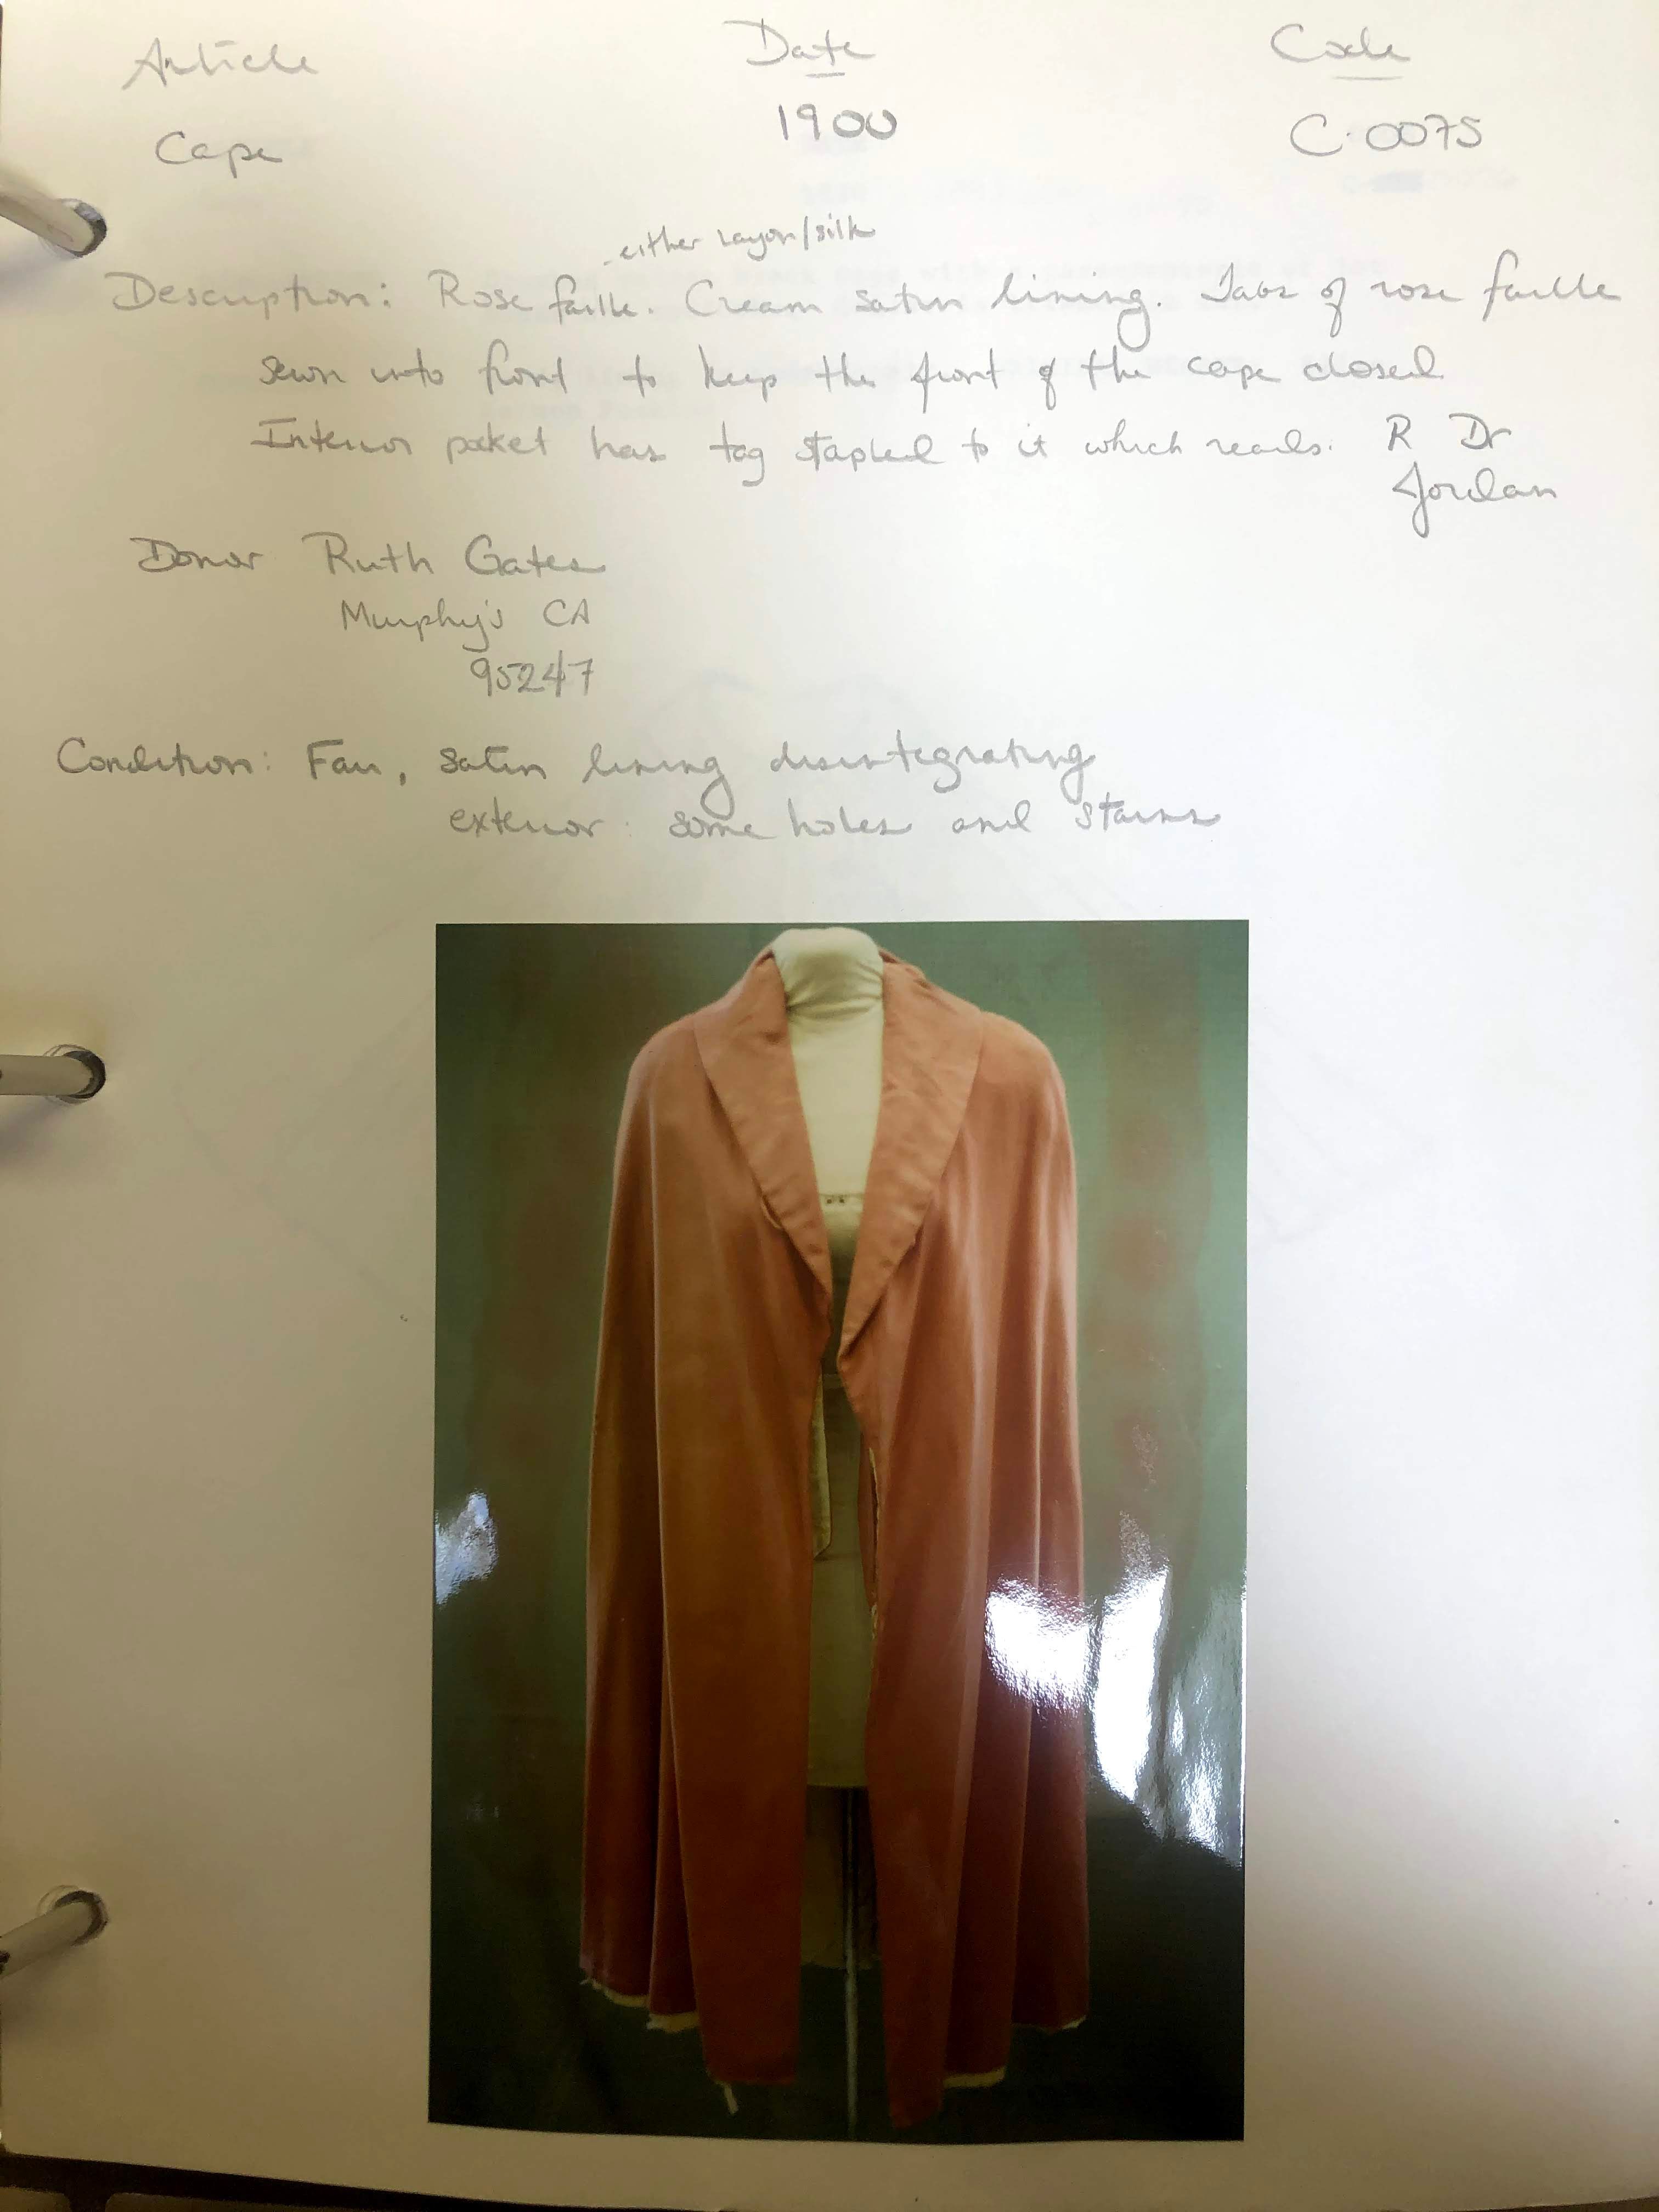 Article Date Code
Cape 1900 C.0075
either rayon/silk
Description: Rose faille. Cream satin lining. Tabs of rose faille
sewn into front to keep the front of the cape closed
Interior pocket has tag stapled to it which reads: R Dr
Jordan
Donor Ruth Gates
Murphy's CA
95247
Condition: Fair, satin lining disintegrating
exterior: some holes and stains